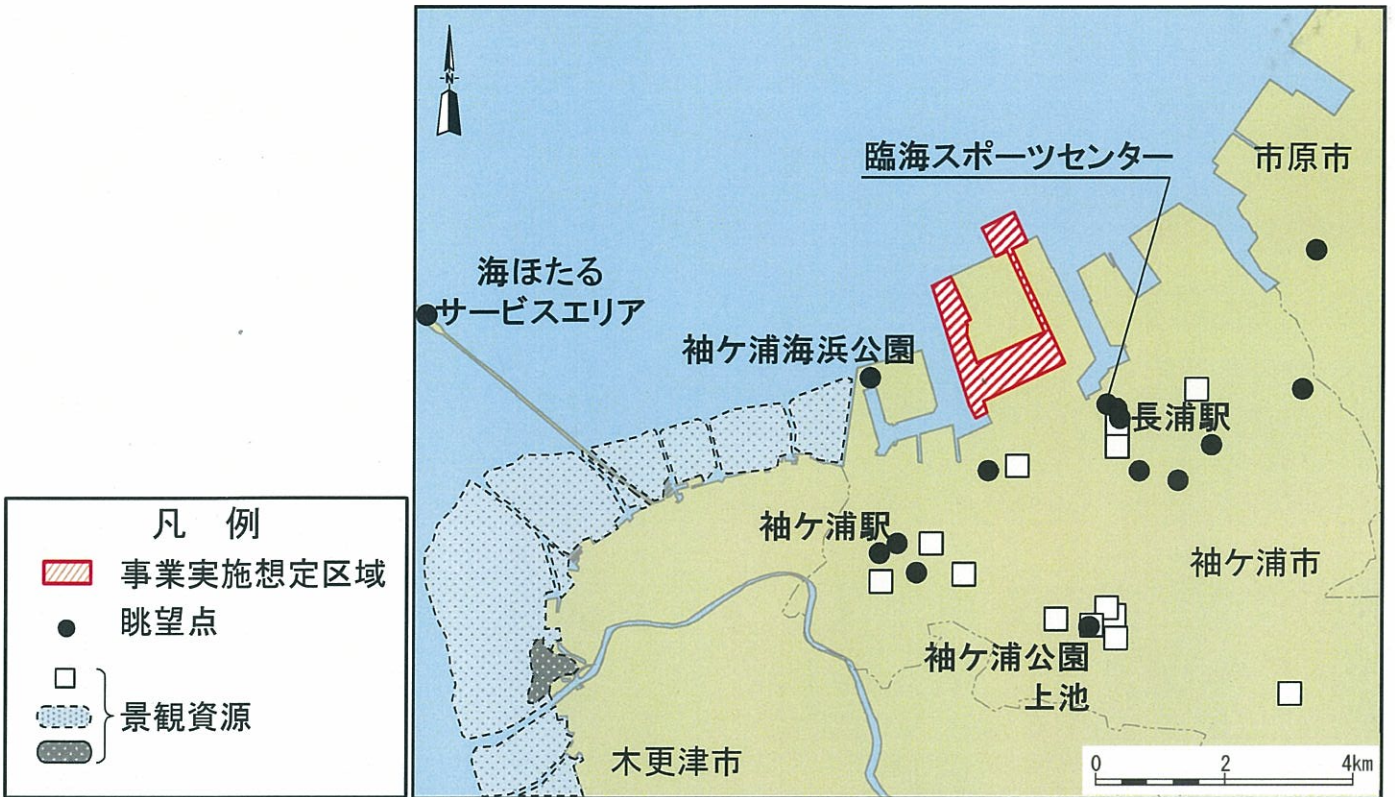 N
臨海スポーツセンター
市原市
海ほたる
サービスエリア
袖ケ浦海浜公園
長浦駅
袖ケ浦駅
袖ケ浦市
袖ケ浦公園
上池
木更津市
0 2 4km
凡 例
事業実施想定区域
眺望点
景観資源